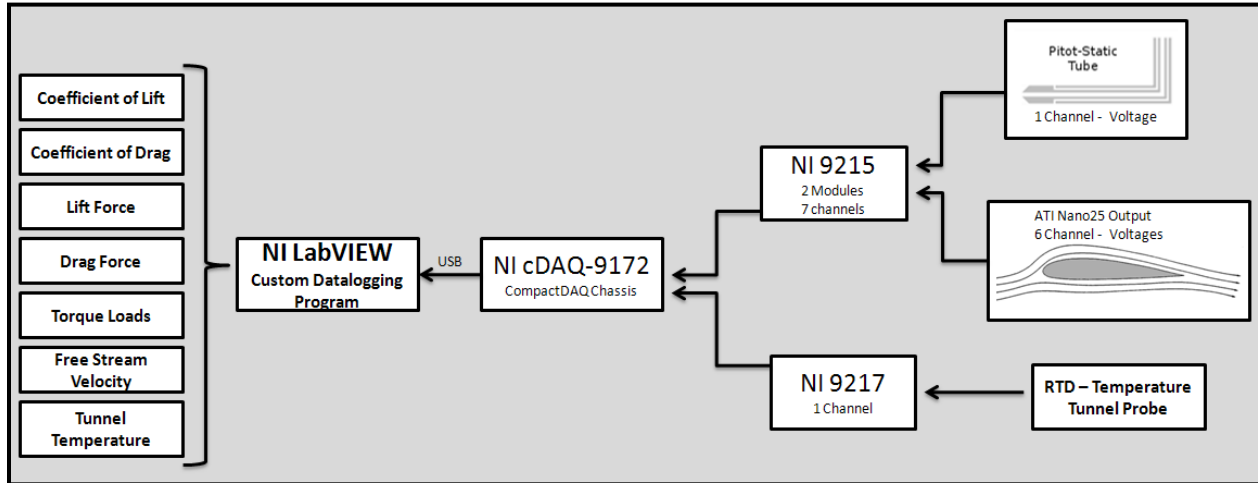 Coefficient of Lift
Coefficient of Drag
Lift Force
Drag Force
Torque Loads
Free Stream
Velocity
Tunnel
Temperature
NI LabVIEW
Custom Datalogging
Program
USB
NI cDAQ-9172
CompactDAQ Chassis
NI 9215
2 Modules
7 channels
NI 9217
1 Channel
Pitot-Static
Tube
1 Channel - Voltage
ATI Nano25 Output
6 Channel - Voltages
RTD – Temperature
Tunnel Probe